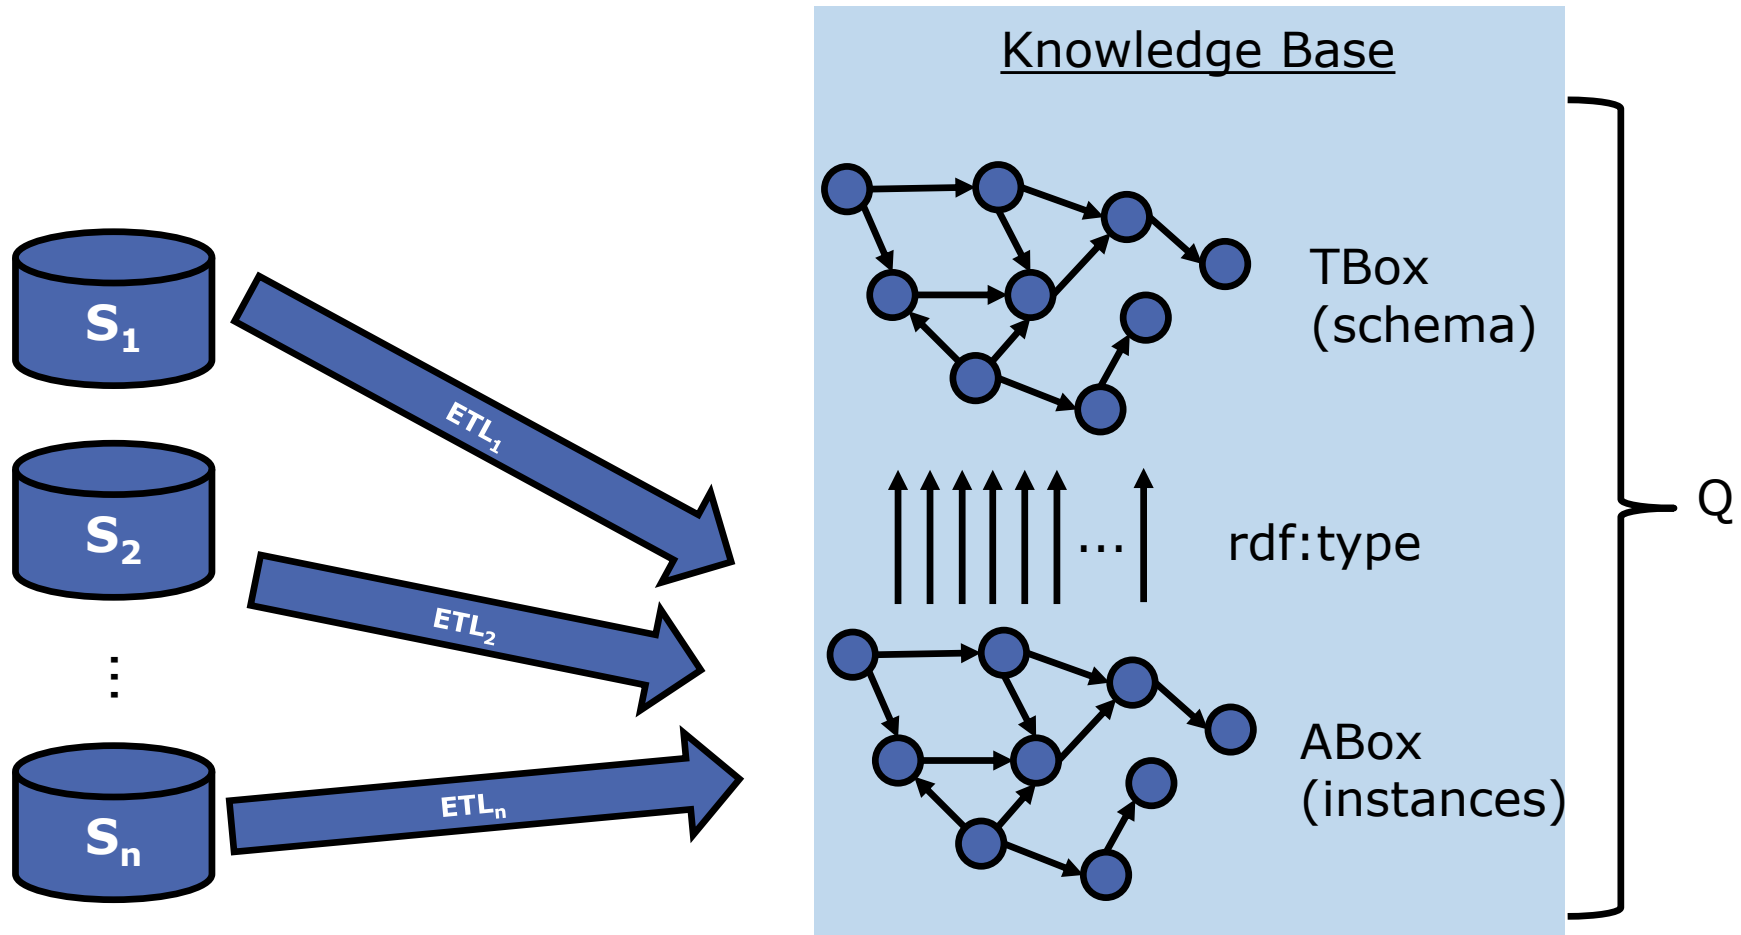 Knowledge Base
S1
ETL1
TBox
(schema)
S2
ETL2
...
rdf:type
Q
...
Sn
ETLn
ABox
(instances)